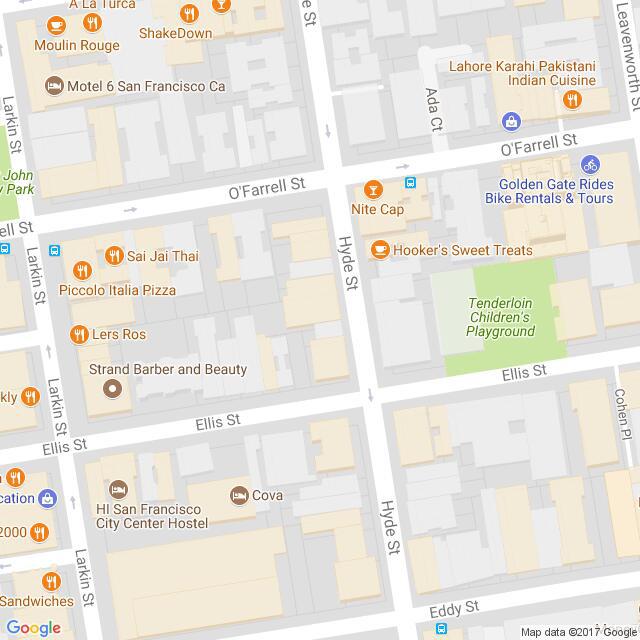 A La Turca
Moulin Rouge
ShakeDown
Motel 6 San Francisco Ca
Larkin St
Hyde St
Lahore Karahi Pakistani
Indian Cuisine
Ada Ct
Leavenworth St
O'Farrell St
Golden Gate Rides
Bike Rentals & Tours
John
Park
O'Farrell St
Nite Cap
Hooker's Sweet Treats
Sai Jai Thai
Piccolo Italia Pizza
Larkin St
Hyde St
Tenderloin
Children's
Playground
Lers Ros
Strand Barber and Beauty
Larkin St
Ellis St
Ellis St
Ellis St
Cohen Pl
HI San Francisco
City Center Hostel
Cova
2000
Hyde St
Larkin St
Sandwiches
Eddy St
Google
Map data ©2017 Google